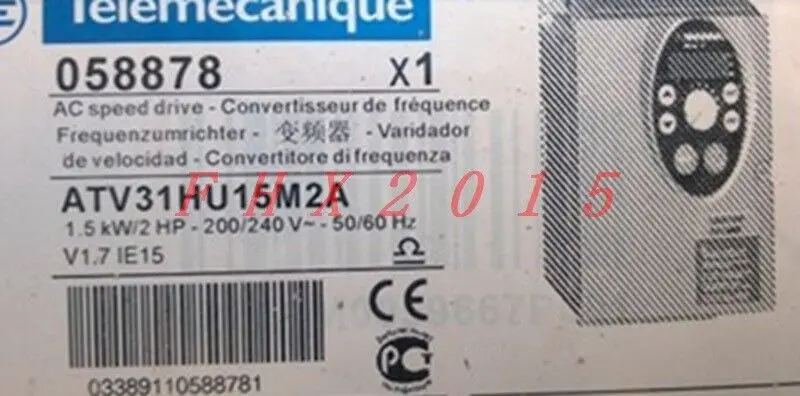 Telemecanique
058878 X1
AC speed drive - Convertisseur de fréquence
Frequenzumrichter - 变频器 - Varidador
de velocidad - Convertitore di frequenza
ATV31HU15M2A
FHX2015
1.5 kW/2 HP - 200/240 V~ - 50/60 Hz
V1.7 IE15
CE
03389110588781